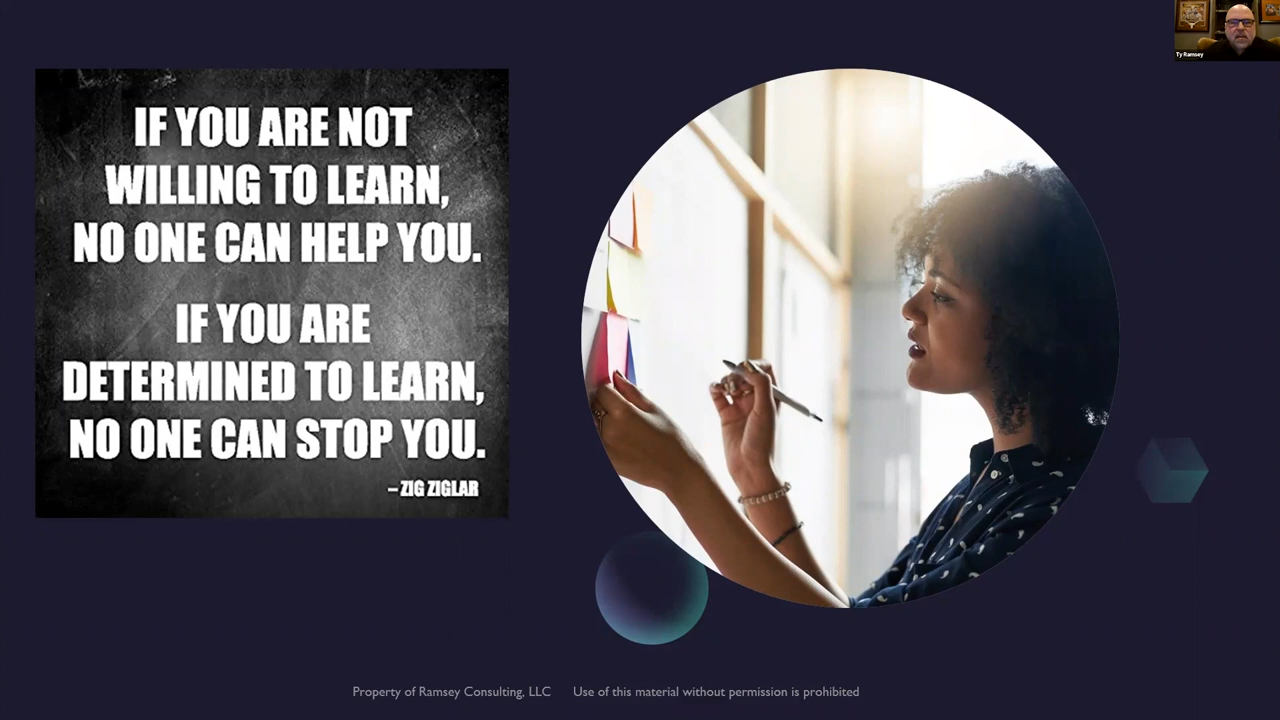 IF YOU ARE NOT
WILLING TO LEARN,
NO ONE CAN HELP YOU.
IF YOU ARE
DETERMINED TO LEARN,
NO ONE CAN STOP YOU.
– ZIG ZIGLAR
Ty Ramsey
Property of Ramsey Consulting, LLC Use of this material without permission is prohibited